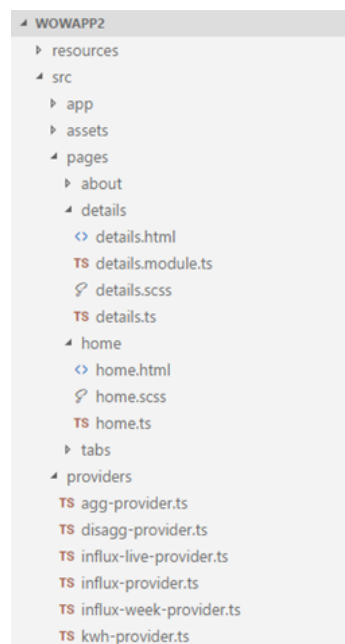 WOWAPP2
resources
src
app
assets
pages
about
details
<> details.html
TS details.module.ts
details.scss
TS details.ts
home
<> home.html
home.scss
TS home.ts
tabs
providers
TS agg-provider.ts
TS disagg-provider.ts
TS influx-live-provider.ts
TS influx-provider.ts
TS influx-week-provider.ts
TS kwh-provider.ts